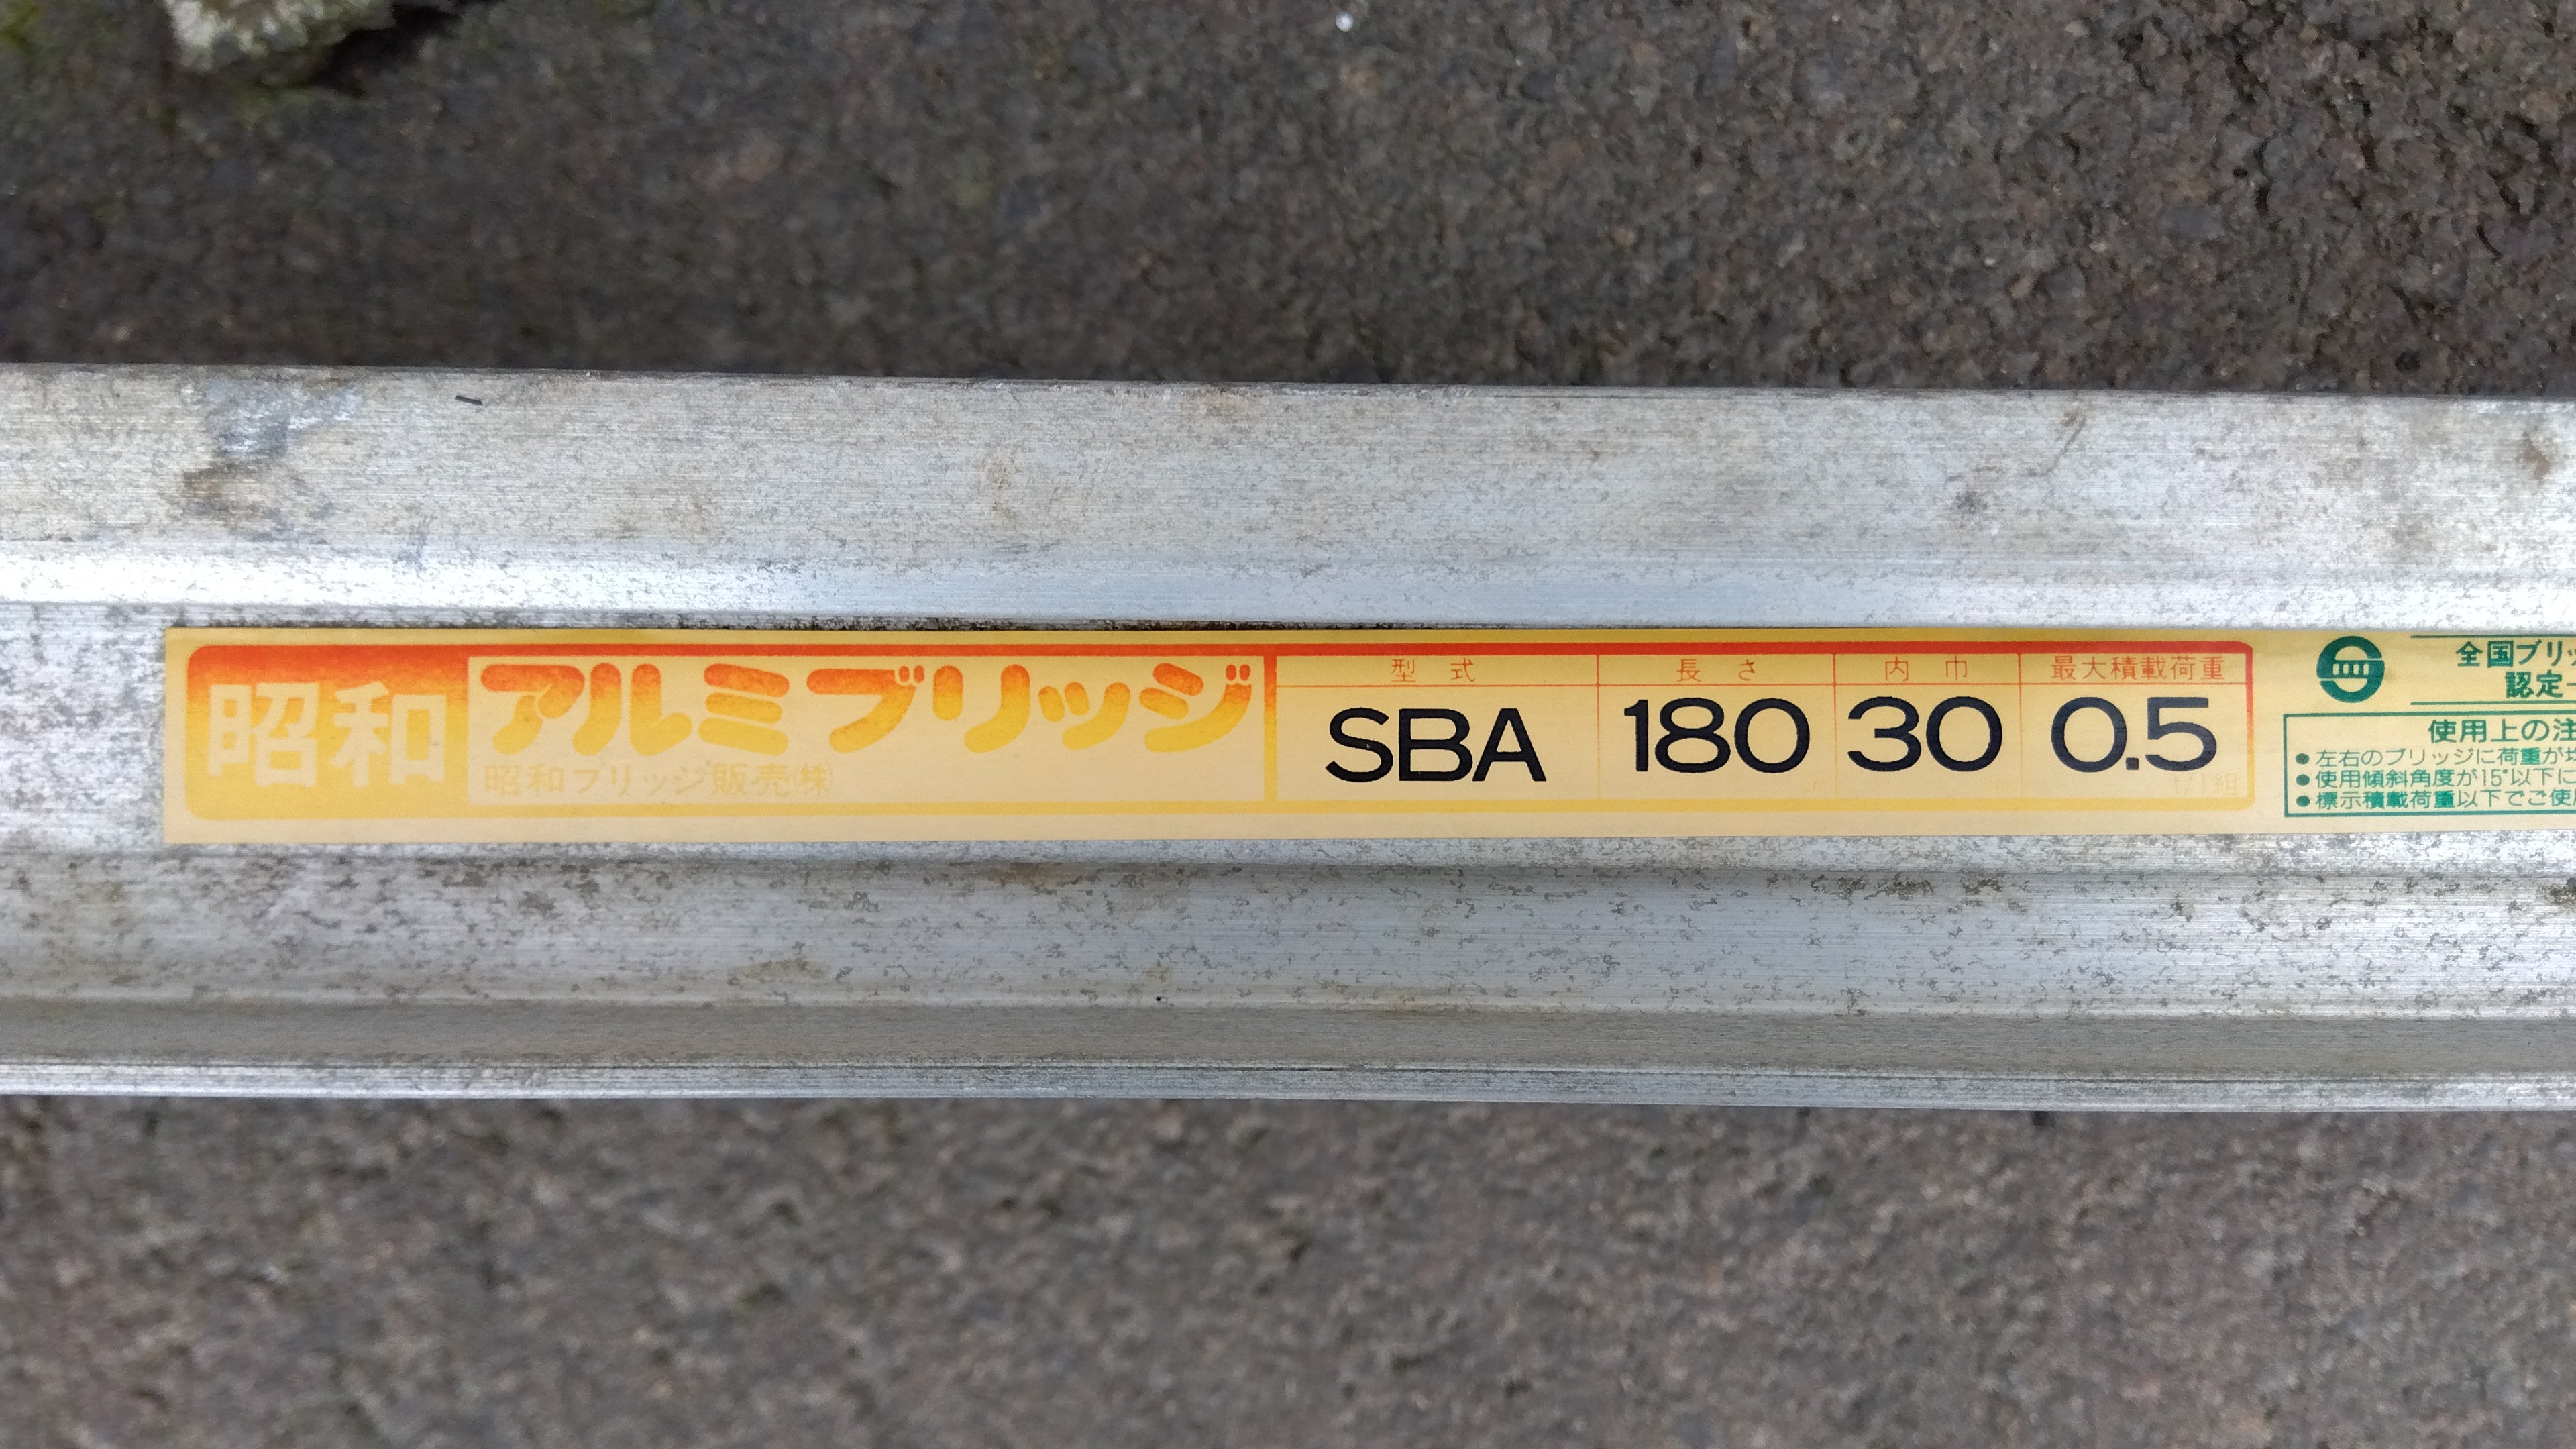 昭和
アルミブリッジ
昭和ブリッジ販売(株)
型式 長さ 内巾 最大積載荷重
SBA 180 30 0.5
cm t/1組
全国ブリッ
認定
使用上の注
●左右のブリッジに荷重が
●使用傾斜角度が15°以下に
●標示積載荷重以下でご使